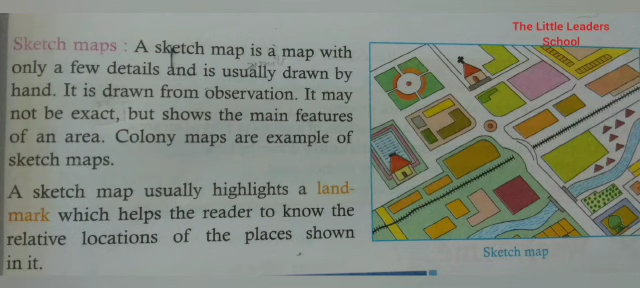 The Little Leaders
School
Sketch maps : A sketch map is a map with
only a few details and is usually drawn by
hand. It is drawn from observation. It may
not be exact, but shows the main features
of an area. Colony maps are example of
sketch maps.
A sketch map usually highlights a land-
mark which helps the reader to know the
relative locations of the places shown
in it.
Sketch map